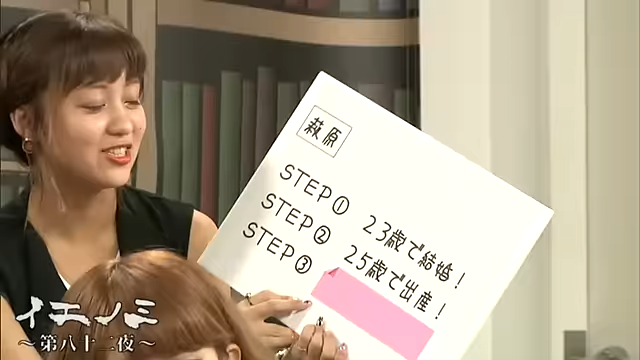 萩原
STEP① 23歳で結婚!
STEP② 25歳で出産!
STEP③
イエノミ
〜第八十二夜〜